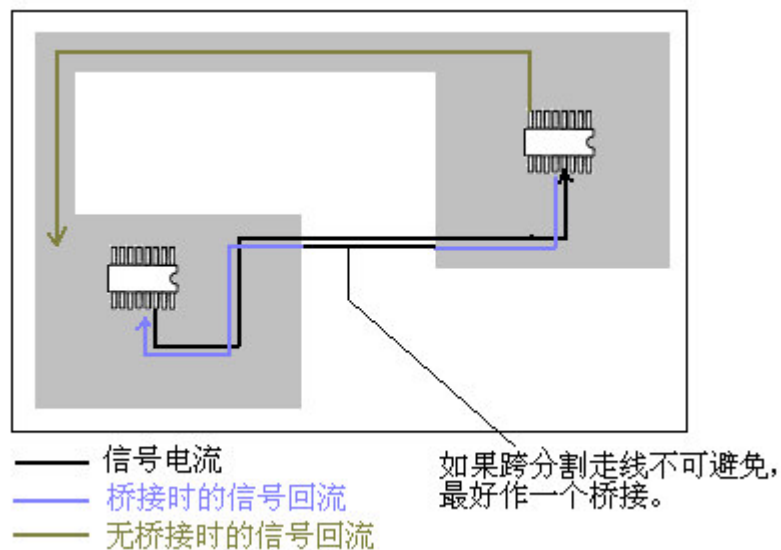 信号电流
桥接时的信号回流
无桥接时的信号回流
如果跨分割走线不可避免，
最好作一个桥接。